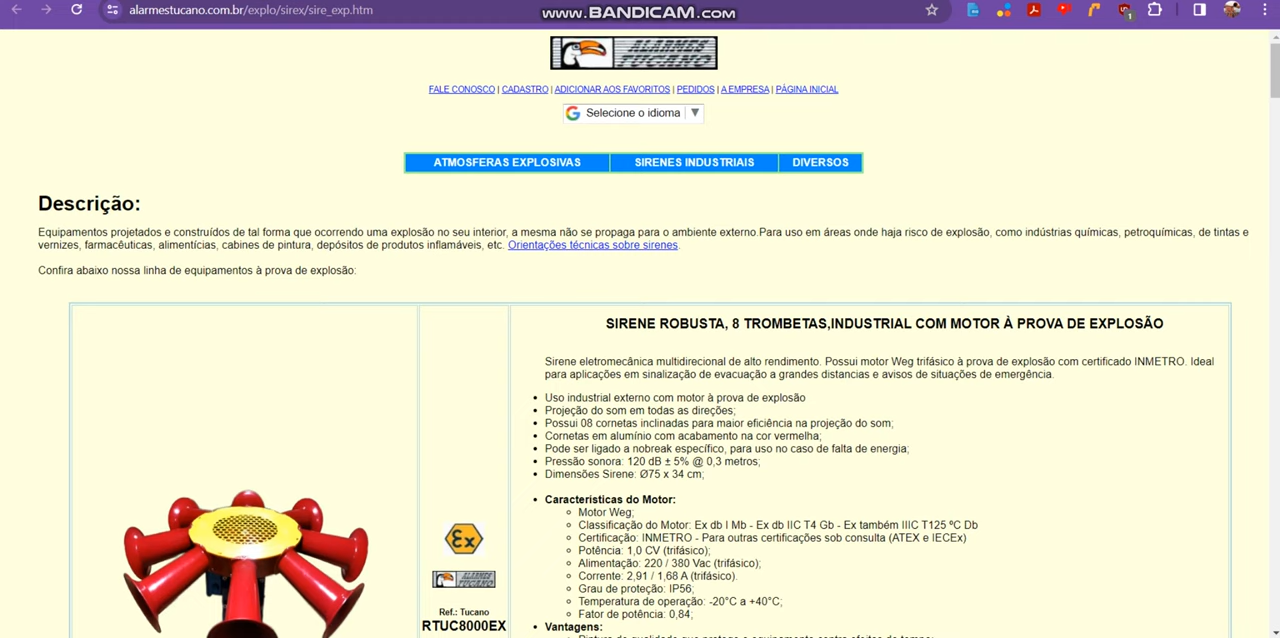 alarmestucano.com.br/explo/sirex/sire_exp.htm
www.BANDICAM.com
1
ALARMES
TUCANO
FALE CONOSCO | CADASTRO | ADICIONAR AOS FAVORITOS | PEDIDOS | A EMPRESA | PÁGINA INICIAL
G Selecione o idioma ▼
ATMOSFERAS EXPLOSIVAS SIRENES INDUSTRIAIS DIVERSOS
Descrição:
Equipamentos projetados e construídos de tal forma que ocorrendo uma explosão no seu interior, a mesma não se propaga para o ambiente externo.Para uso em áreas onde haja risco de explosão, como indústrias químicas, petroquímicas, de tintas e
vernizes, farmacêuticas, alimentícias, cabines de pintura, depósitos de produtos inflamáveis, etc. Orientações técnicas sobre sirenes.
Confira abaixo nossa linha de equipamentos à prova de explosão:
SIRENE ROBUSTA, 8 TROMBETAS,INDUSTRIAL COM MOTOR À PROVA DE EXPLOSÃO
Sirene eletromecânica multidirecional de alto rendimento. Possui motor Weg trifásico à prova de explosão com certificado INMETRO. Ideal
para aplicações em sinalização de evacuação a grandes distancias e avisos de situações de emergência.
• Uso industrial externo com motor à prova de explosão
• Projeção do som em todas as direções;
• Possui 08 cornetas inclinadas para maior eficiência na projeção do som;
• Cornetas em alumínio com acabamento na cor vermelha;
• Pode ser ligado a nobreak específico, para uso no caso de falta de energia;
• Pressão sonora: 120 dB ± 5% @ 0,3 metros;
• Dimensões Sirene: Ø75 x 34 cm;
• Caracteristicas do Motor:
Motor Weg;
Classificação do Motor: Ex db I Mb - Ex db IIC T4 Gb - Ex também IIIC T125 ºC Db
Certificação: INMETRO - Para outras certificações sob consulta (ATEX e IECEx)
Potência: 1,0 CV (trifásico);
Alimentação: 220 / 380 Vac (trifásico);
Corrente: 2,91 / 1,68 A (trifásico).
Grau de proteção: IP56;
Temperatura de operação: -20°C a +40°C;
Fator de potência: 0,84;
• Vantagens:
Ex
Ref.: Tucano
RTUC8000EX